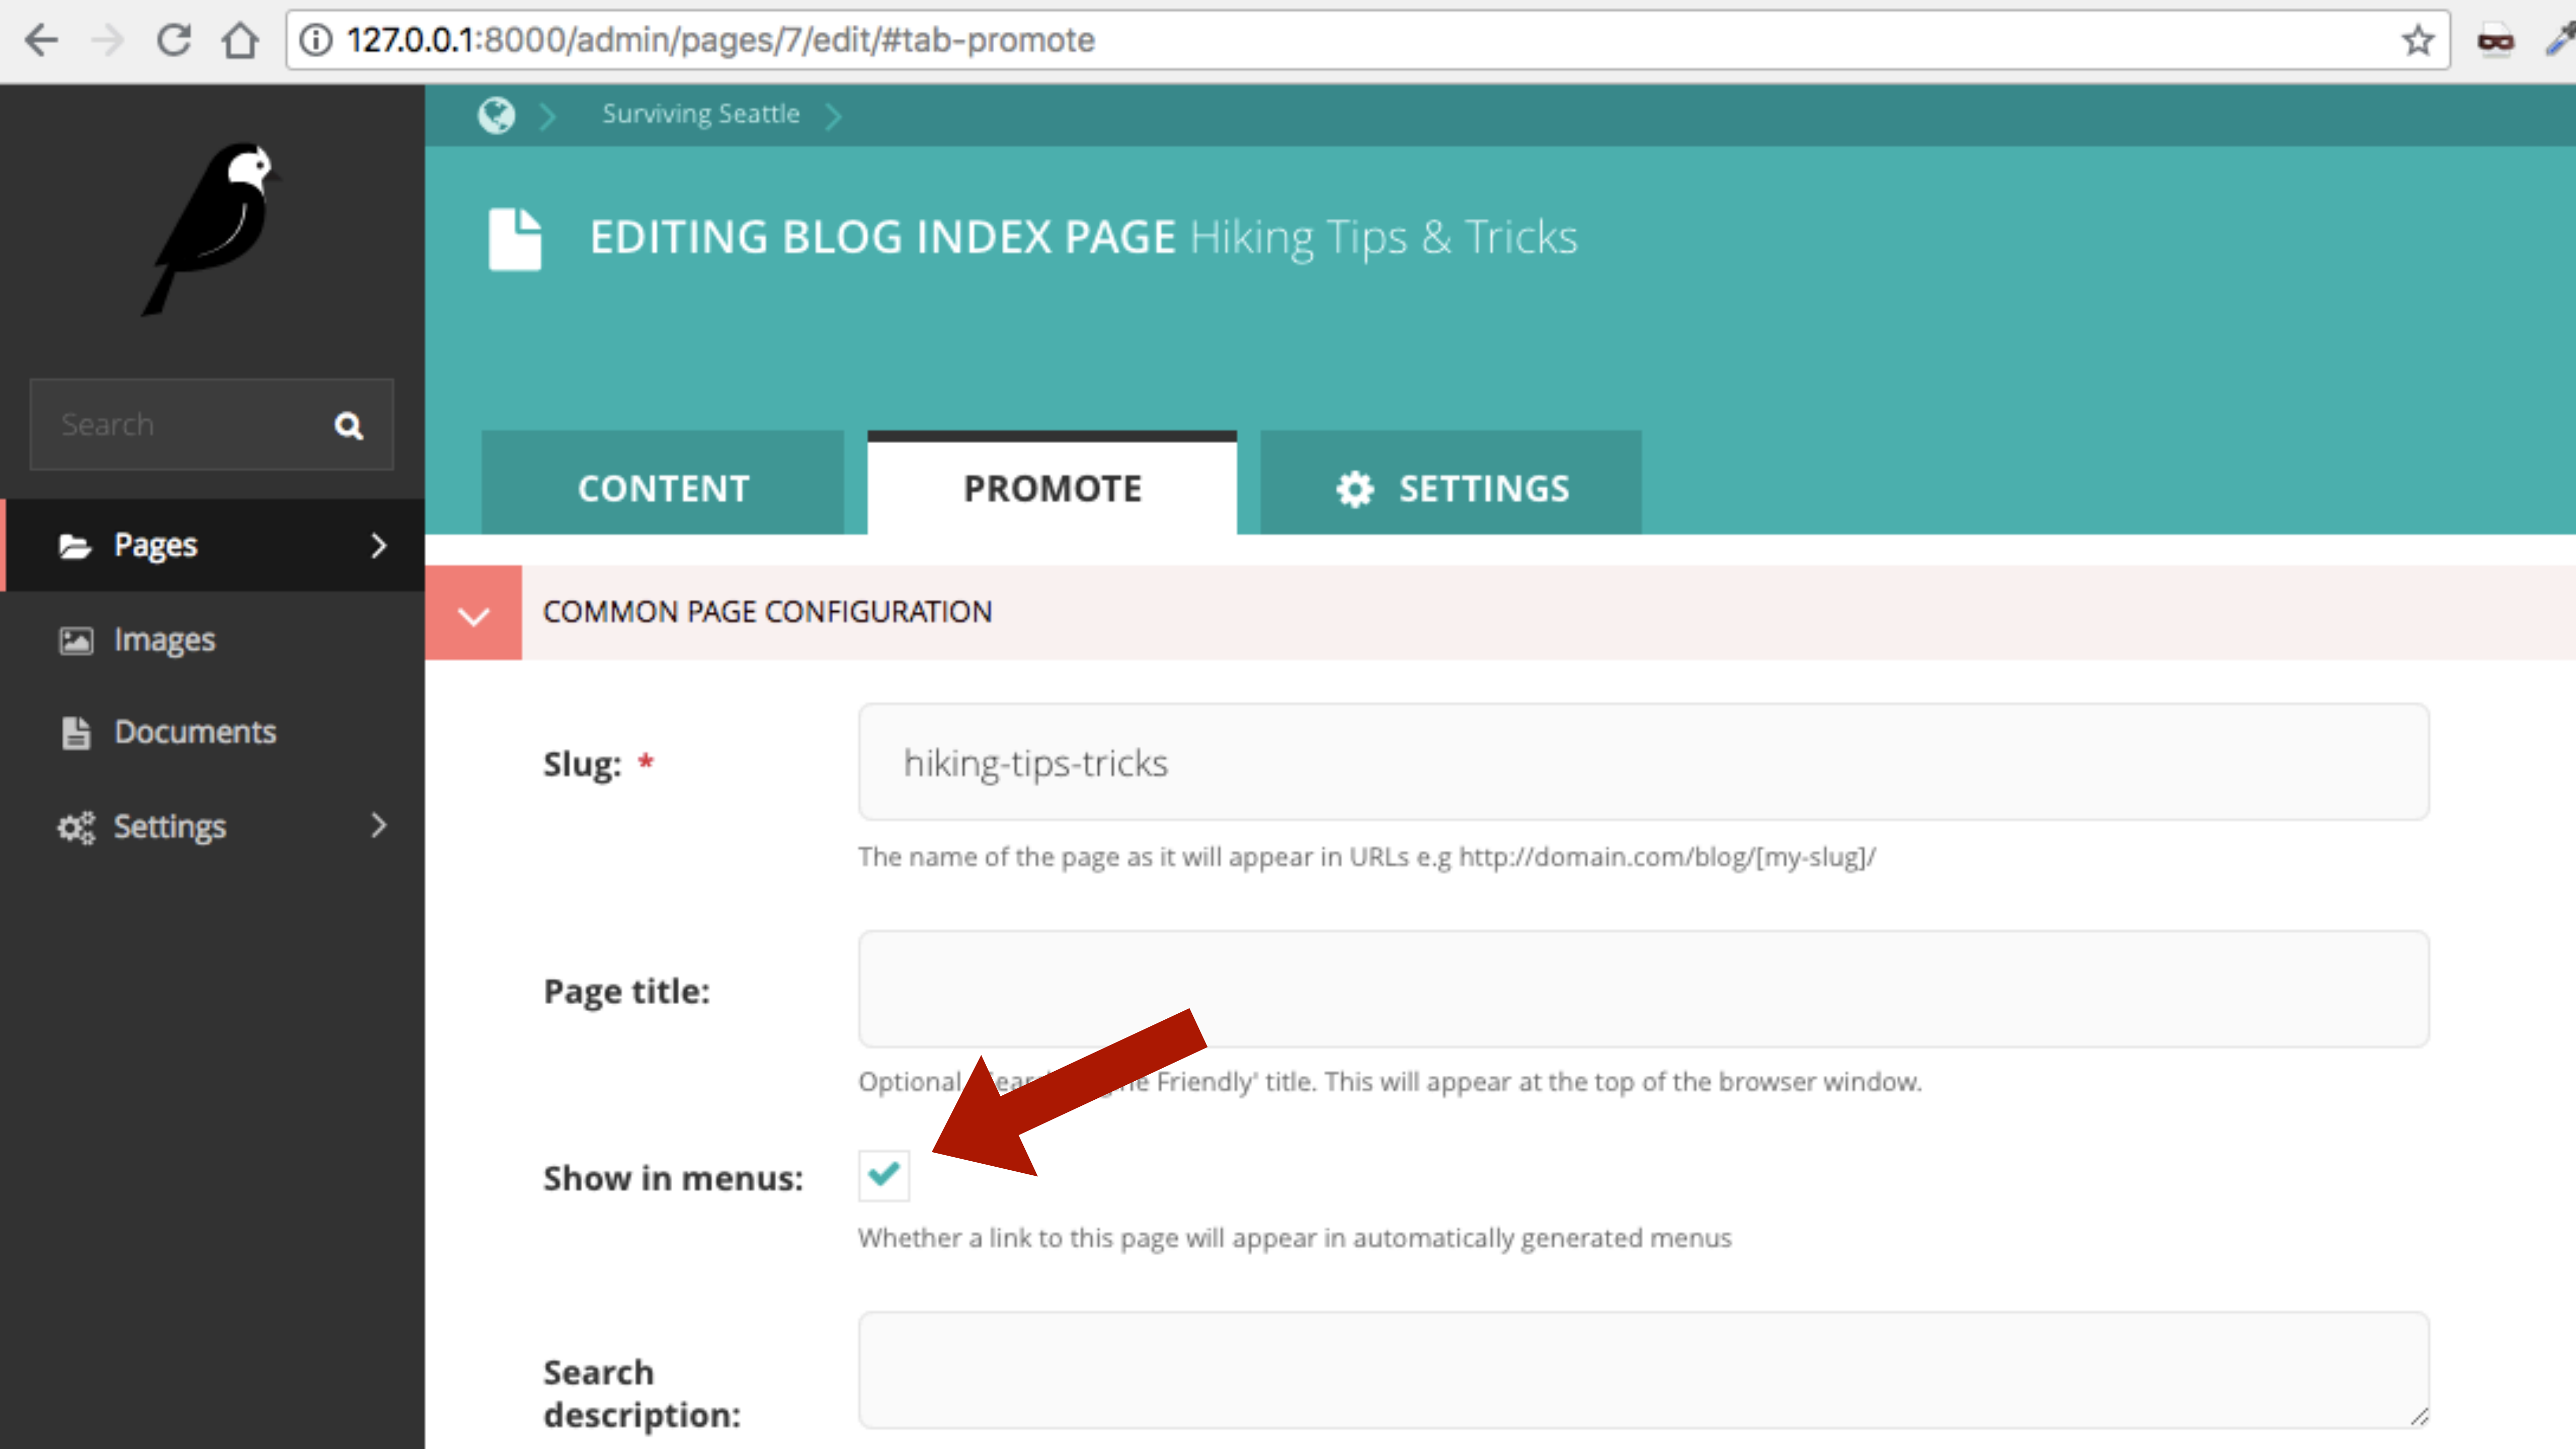 127.0.0.1:8000/admin/pages/7/edit/#tab-promote
Surviving Seattle
EDITING BLOG INDEX PAGE Hiking Tips & Tricks
Search
CONTENT
PROMOTE
SETTINGS
Pages
Images
Documents
Settings
COMMON PAGE CONFIGURATION
Slug: *
hiking-tips-tricks
The name of the page as it will appear in URLs e.g http://domain.com/blog/[my-slug]/
Page title:
Optional. Friendly' title. This will appear at the top of the browser window.
Show in menus:
Whether a link to this page will appear in automatically generated menus
Search
description: